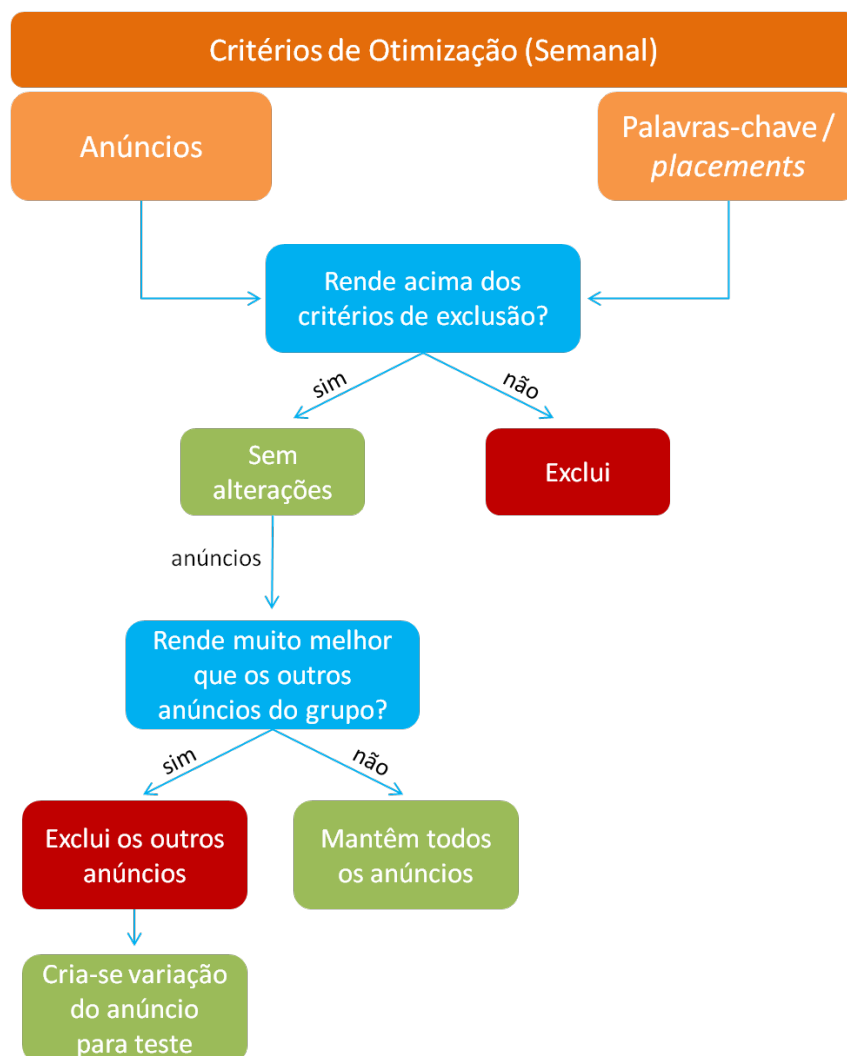 Critérios de Otimização (Semanal)
Anúncios
Palavras-chave /
placements
Rende acima dos
critérios de exclusão?
sim
não
Sem
alterações
Exclui
anúncios
Rende muito melhor
que os outros
anúncios do grupo?
sim
não
Exclui os outros
anúncios
Mantêm todos
os anúncios
Cria-se variação
do anúncio
para teste